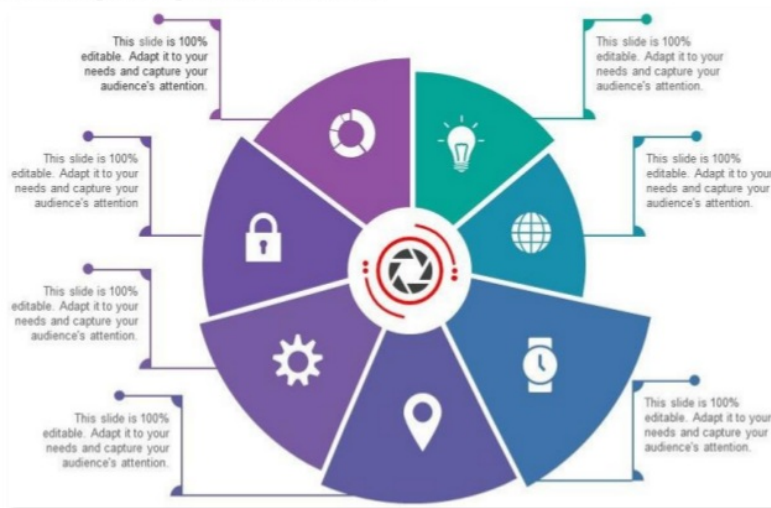 This slide is 100%
editable. Adapt it to your
needs and capture your
audience's attention.
This slide is 100%
editable. Adapt it to your
needs and capture your
audience's attention.
This slide is 100%
editable. Adapt it to your
needs and capture your
audience's attention
This slide is 100%
editable. Adapt it to your
needs and capture your
audience's attention.
This slide is 100%
editable. Adapt it to your
needs and capture your
audience's attention.
This slide is 100%
editable. Adapt it to your
needs and capture your
audience's attention.
This slide is 100%
editable. Adapt it to your
needs and capture your
audience's attention.